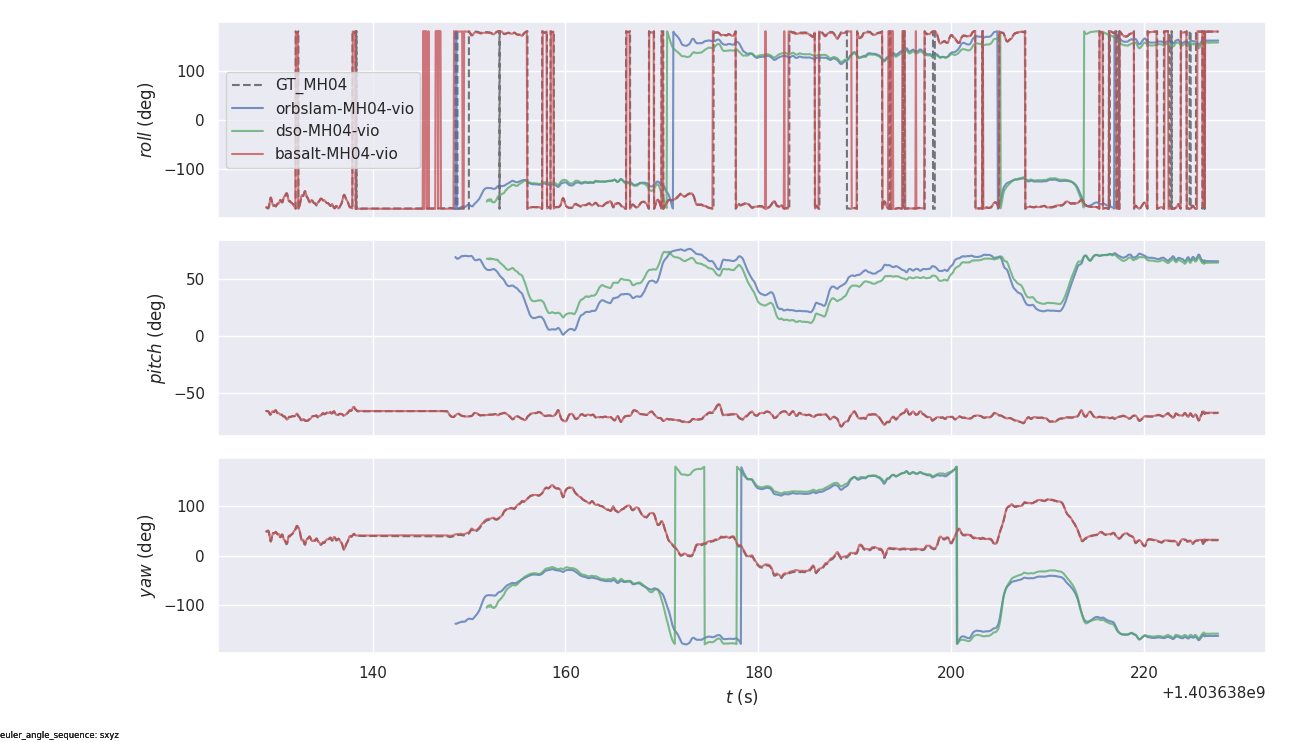 100
0
−100
roll (deg)
GT_MH04
orbslam-MH04-vio
dso-MH04-vio
basalt-MH04-vio
50
0
−50
pitch (deg)
100
0
−100
yaw (deg)
140 160 180 200 220
t (s)
+1.403638e9
euler_angle_sequence: sxyz